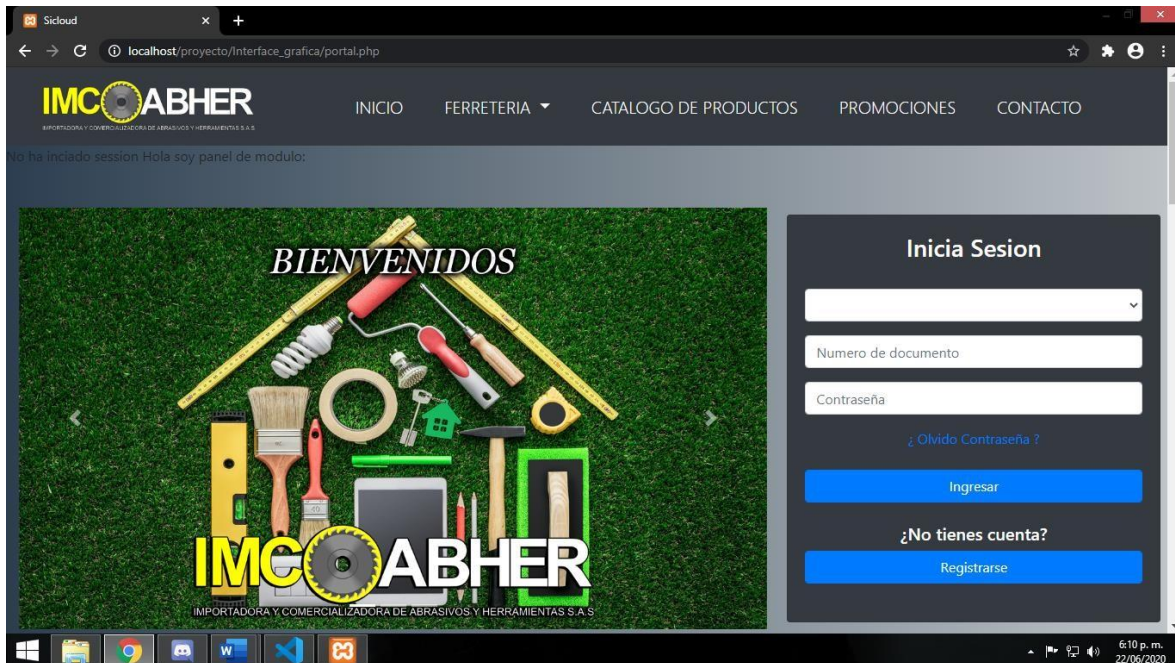 Sicloud
localhost/proyecto/Interface_grafica/portal.php
IMCOABHER
IMPORTADORA Y COMERCIALIZADORA DE ABRASIVOS Y HERRAMIENTAS S.A.S
INICIO FERRETERIA CATALOGO DE PRODUCTOS PROMOCIONES CONTACTO
No ha inciado session Hola soy panel de modulo:
BIENVENIDOS
IMCOABHER
IMPORTADORA Y COMERCIALIZADORA DE ABRASIVOS Y HERRAMIENTAS S.A.S
Inicia Sesion
Numero de documento
Contraseña
¿ Olvido Contraseña ?
Ingresar
¿No tienes cuenta?
Registrarse
6:10 p. m.
22/06/2020